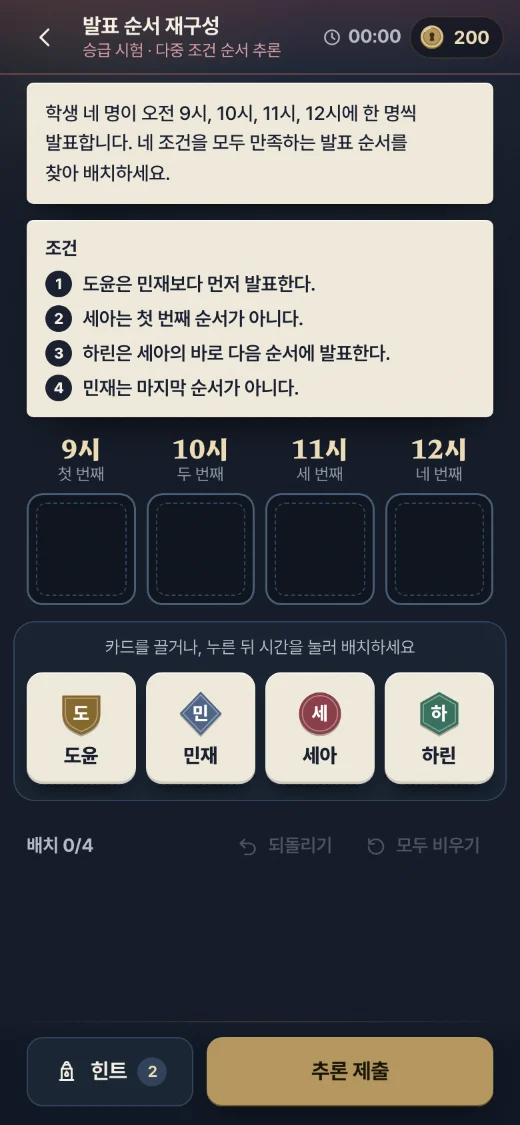 발표 순서 재구성
승급 시험 · 다중 조건 순서 추론
00:00
200
학생 네 명이 오전 9시, 10시, 11시, 12시에 한 명씩
발표합니다. 네 조건을 모두 만족하는 발표 순서를
찾아 배치하세요.
조건
1 도윤은 민재보다 먼저 발표한다.
2 세아는 첫 번째 순서가 아니다.
3 하린은 세아의 바로 다음 순서에 발표한다.
4 민재는 마지막 순서가 아니다.
9시 10시 11시 12시
첫 번째 두 번째 세 번째 네 번째
카드를 끌거나, 누른 뒤 시간을 눌러 배치하세요
도 민 세 하
도윤 민재 세아 하린
배치 0/4 되돌리기 모두 비우기
힌트 2 추론 제출